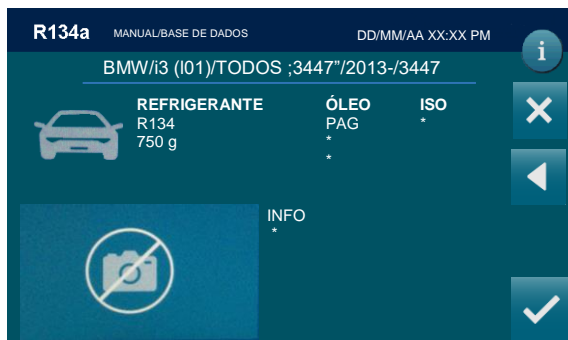 R134a MANUAL/BASE DE DADOS DD/MM/AA XX:XX PM
i
BMW/i3 (I01)/TODOS ;3447"/2013-/3447
REFRIGERANTE ÓLEO ISO
R134 PAG *
750 g *
*
INFO
*